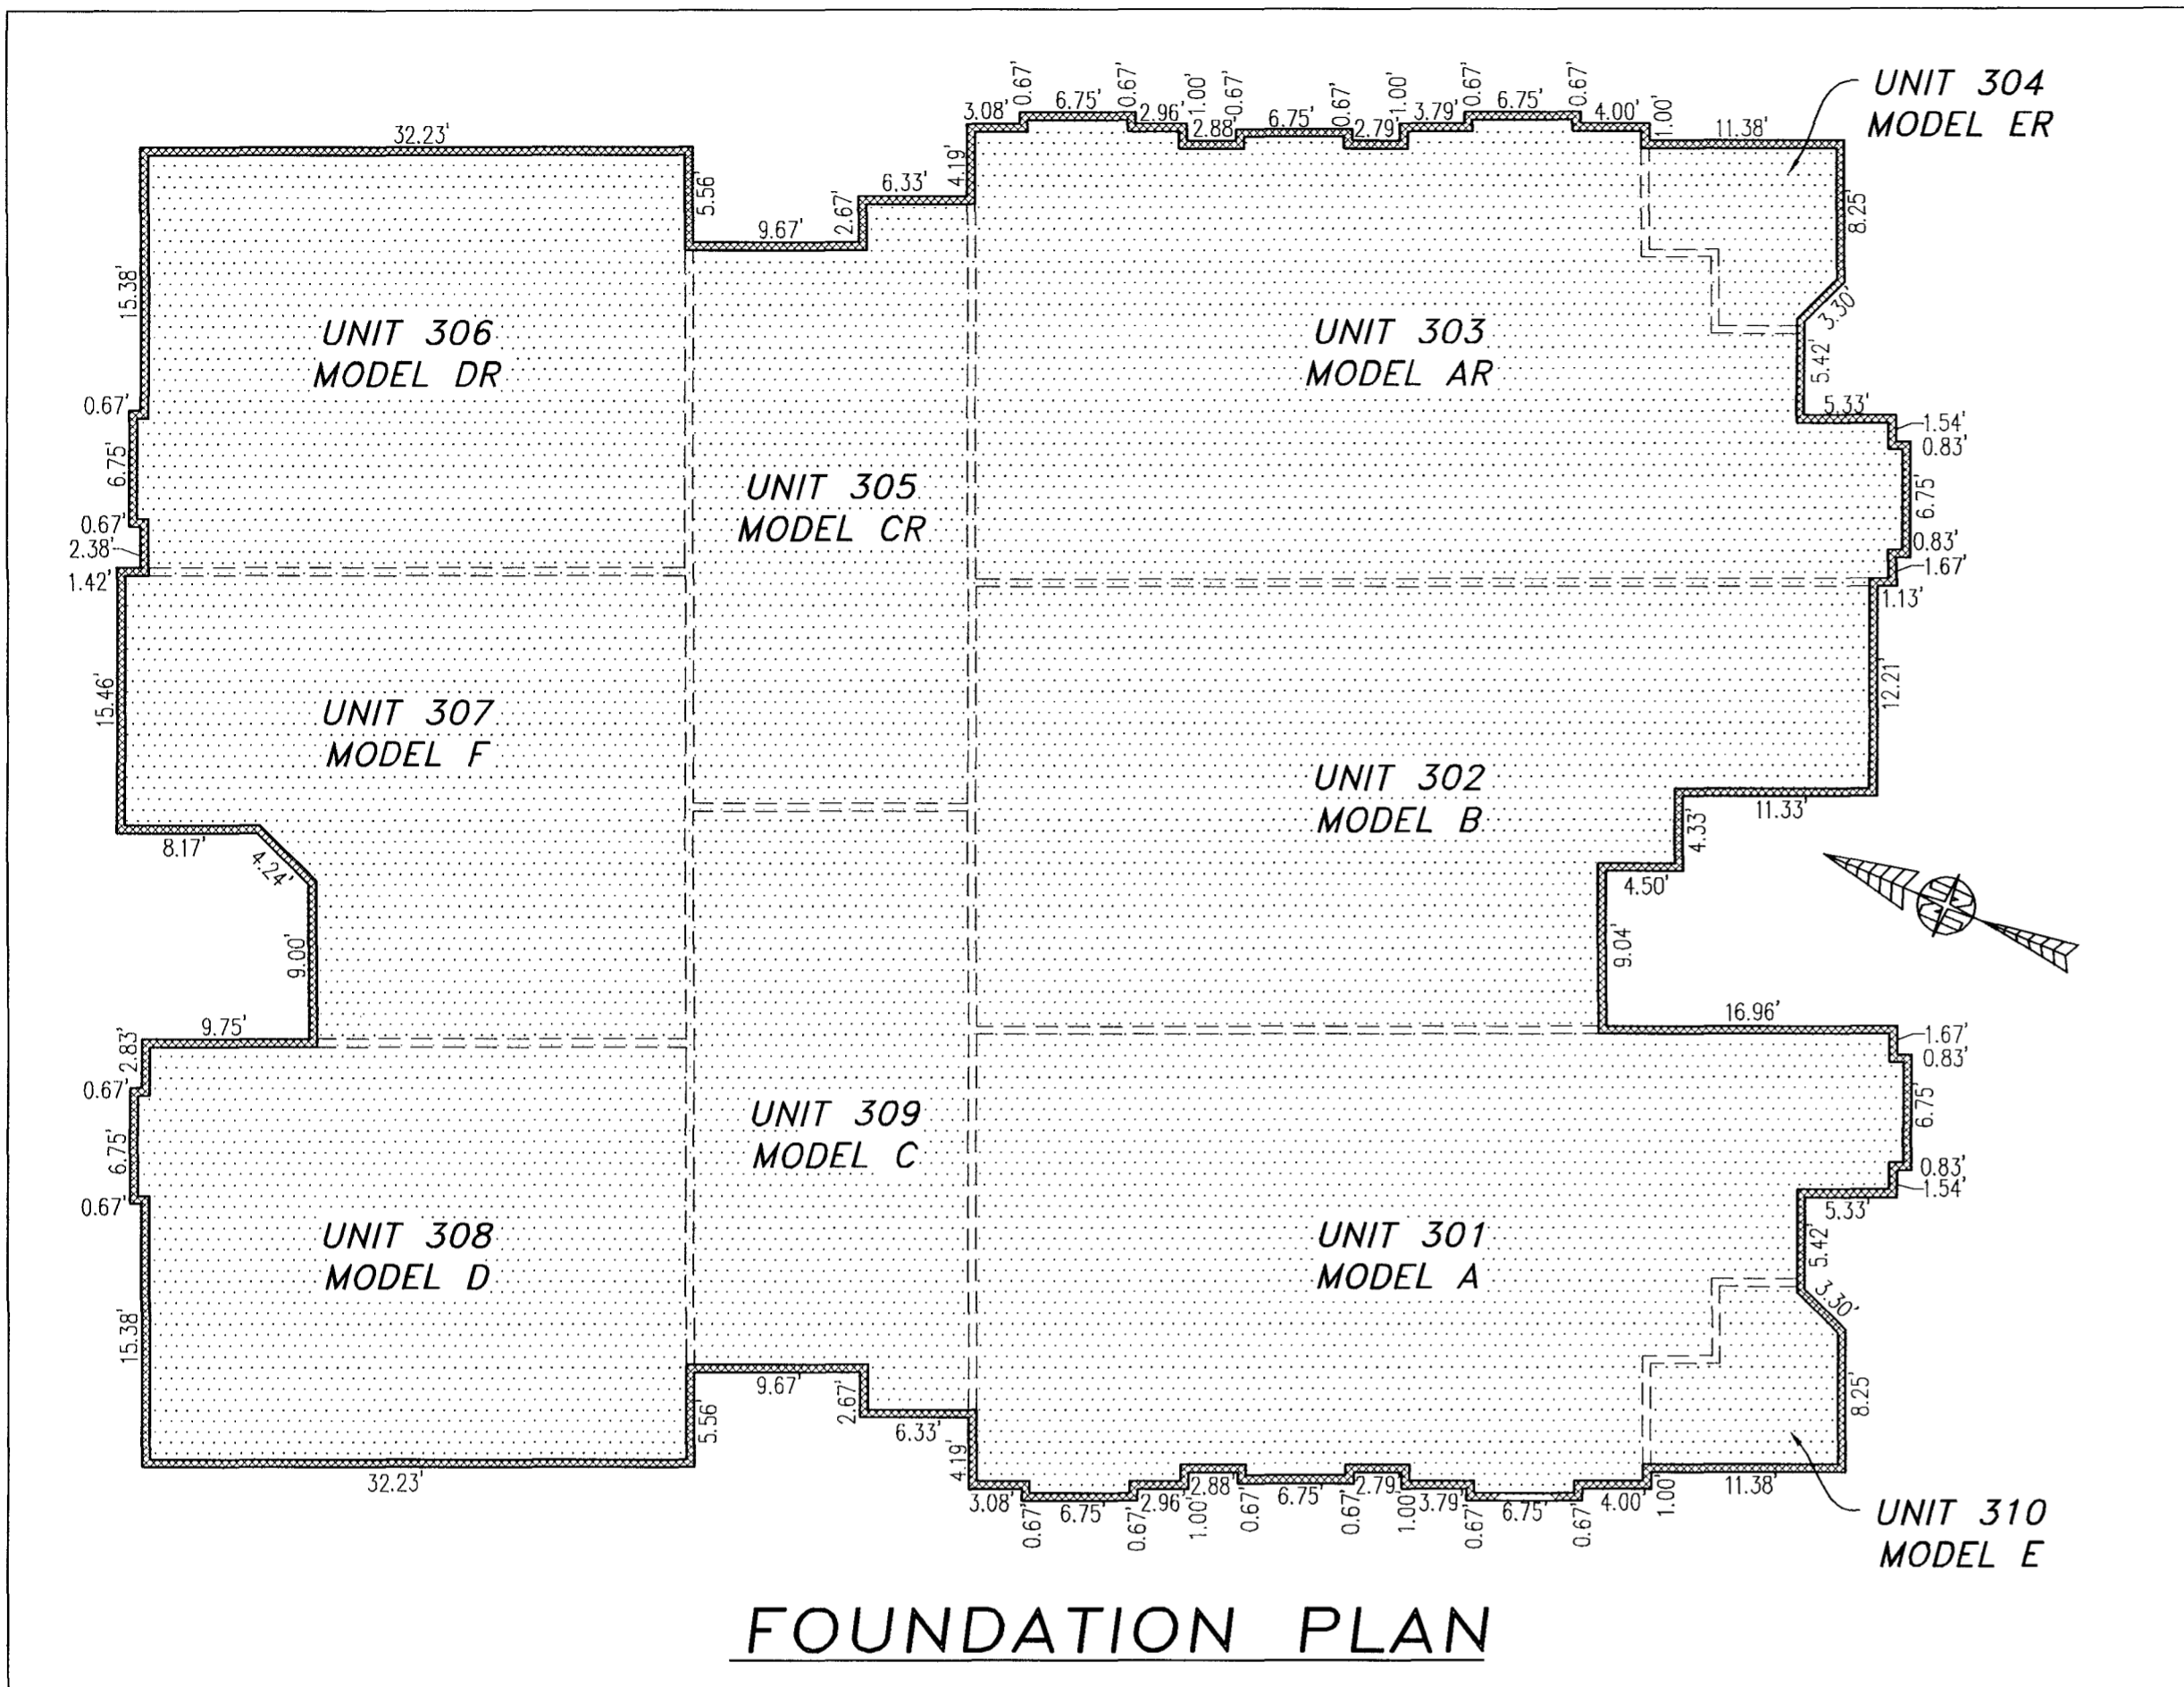 0.67' 0.67' 1.00' 0.67' 0.67' 1.00' 0.67' 0.67'
3.08' 6.75' 2.96' 2.88' 6.75' 2.79' 3.79' 6.75' 4.00' 1.00' 11.38'
UNIT 304
MODEL ER
32.23'
5.56'
9.67'
2.67'
6.33'
4.19'
8.25'
3.30'
15.38'
UNIT 306
MODEL DR
UNIT 303
MODEL AR
5.42'
5.33'
1.54'
0.83'
0.67'
6.75'
0.67'
2.38'
1.42'
UNIT 305
MODEL CR
6.75'
0.83'
1.67'
1.13'
15.46'
UNIT 307
MODEL F
12.21'
UNIT 302
MODEL B
11.33'
4.33'
4.50'
8.17'
4.24'
9.00'
9.04'
9.75'
16.96'
2.83'
0.67'
6.75'
0.67'
1.67'
0.83'
6.75'
0.83'
1.54'
5.33'
UNIT 309
MODEL C
UNIT 308
MODEL D
UNIT 301
MODEL A
5.42'
3.30'
15.38'
8.25'
9.67'
2.67'
5.56'
6.33'
4.19'
32.23'
3.08' 6.75' 2.96' 2.88' 6.75' 2.79' 3.79' 6.75' 4.00' 1.00' 11.38'
0.67' 0.67' 1.00' 0.67' 0.67' 1.00' 0.67' 0.67'
UNIT 310
MODEL E
FOUNDATION PLAN